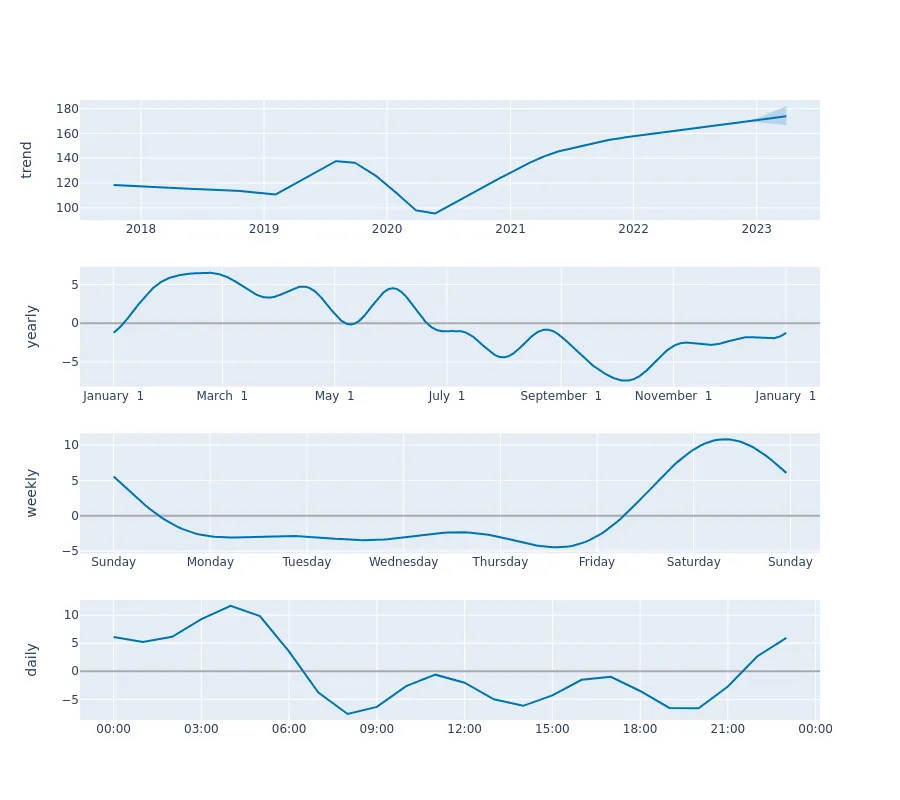 180
160
140
120
100
trend
2018 2019 2020 2021 2022 2023
5
0
−5
yearly
January 1 March 1 May 1 July 1 September 1 November 1 January 1
10
5
0
−5
weekly
Sunday Monday Tuesday Wednesday Thursday Friday Saturday Sunday
10
5
0
−5
daily
00:00 03:00 06:00 09:00 12:00 15:00 18:00 21:00 00:00